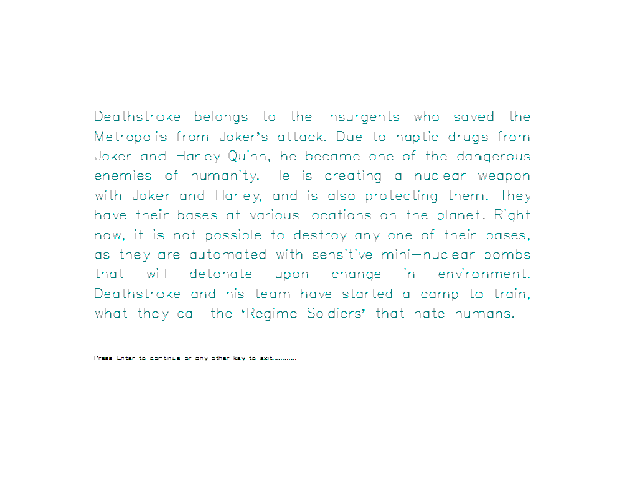 Deathstroke belongs to the insurgents who saved the
Metropolis from Joker's attack. Due to haptic drugs from
Joker and Harley Quinn, he became one of the dangerous
enemies of humanity. He is creating a nuclear weapon
with Joker and Harley, and is also protecting them. They
have their bases at various locations on the planet. Right
now, it is not possible to destroy any one of their bases,
as they are automated with sensitive mini-nuclear bombs
that will detonate upon change in environment.
Deathstroke and his team have started a camp to train,
what they call the 'Regime Soldiers' that hate humans.
Press Enter to continue or any other key to exit............